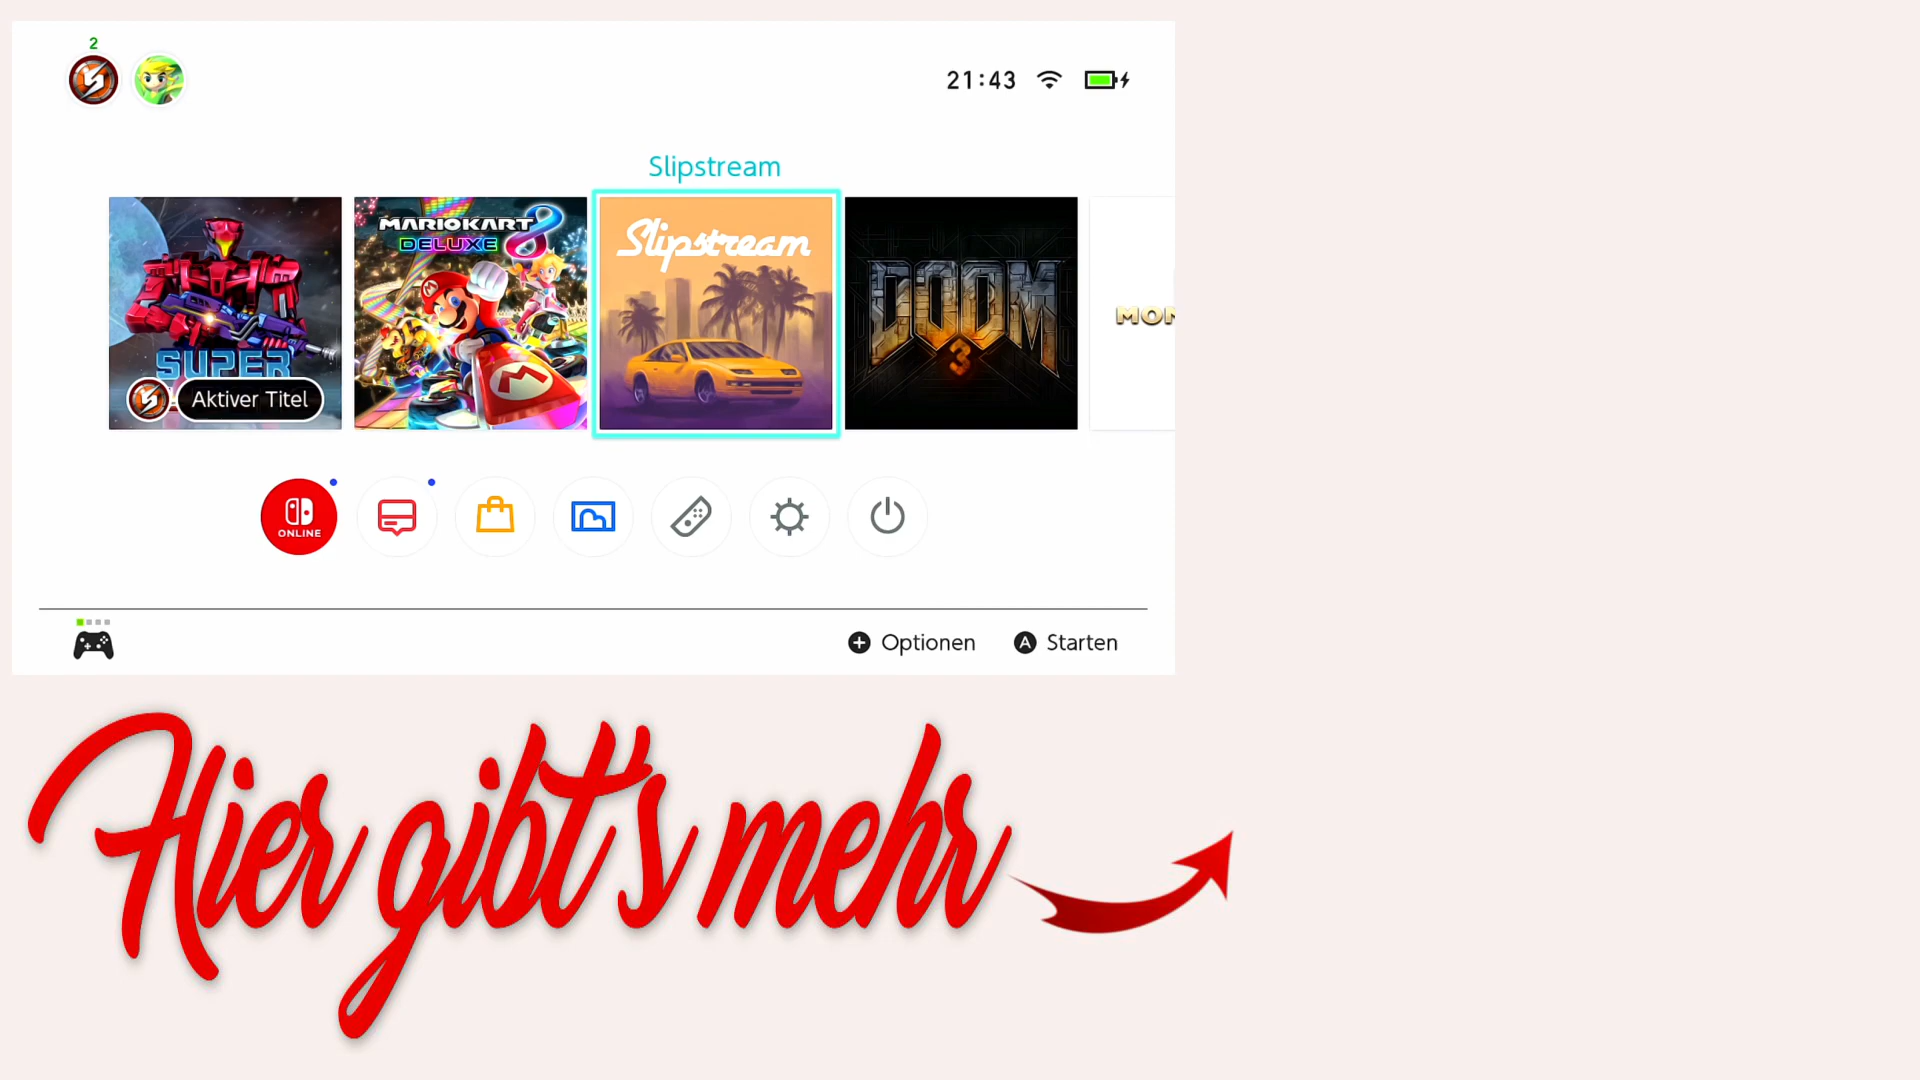 2
21:43
Slipstream
SUPER
Aktiver Titel
MARIOKART 8
DELUXE
Slipstream
DOOM
3
MON
ONLINE
Optionen
A Starten
Hier gibt's mehr